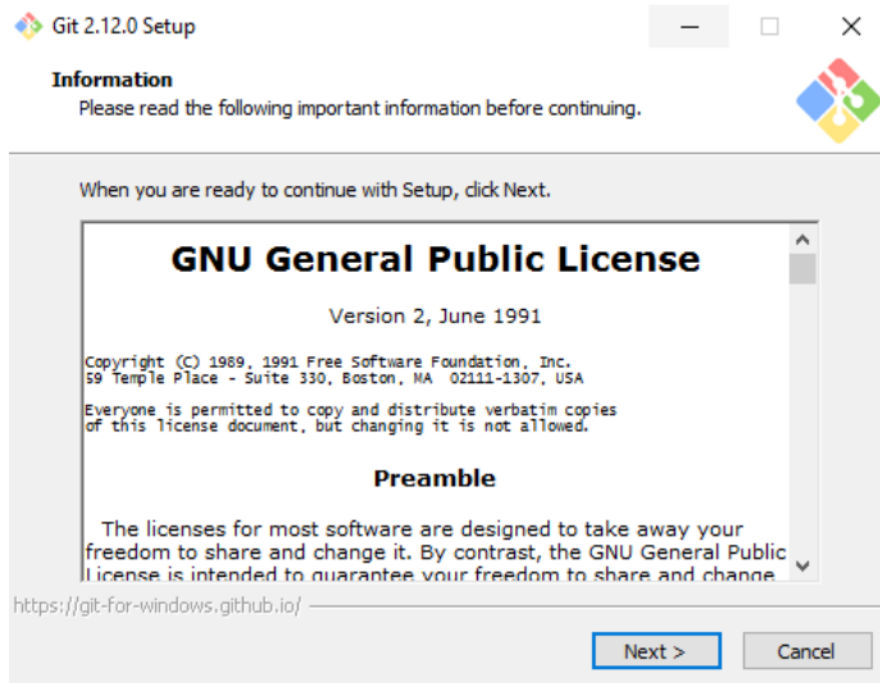 Git 2.12.0 Setup
Information
Please read the following important information before continuing.
When you are ready to continue with Setup, click Next.
GNU General Public License
Version 2, June 1991
Copyright (C) 1989, 1991 Free Software Foundation, Inc.
59 Temple Place - Suite 330, Boston, MA  02111-1307, USA
Everyone is permitted to copy and distribute verbatim copies
of this license document, but changing it is not allowed.
Preamble
The licenses for most software are designed to take away your
freedom to share and change it. By contrast, the GNU General Public
License is intended to guarantee your freedom to share and change
https://git-for-windows.github.io/
Next >
Cancel